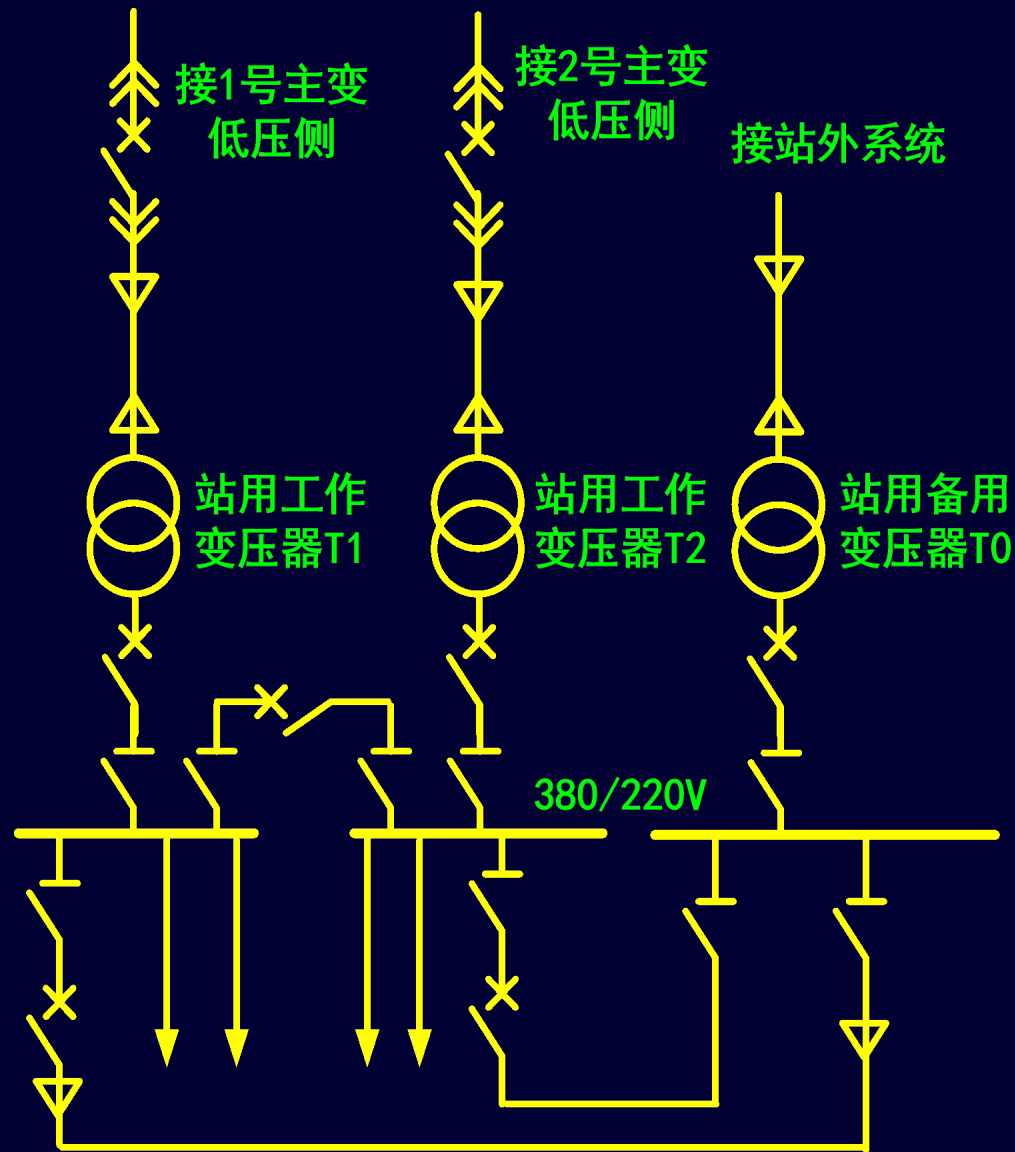 接1号主变
低压侧
接2号主变
低压侧
接站外系统
站用工作
变压器T1
站用工作
变压器T2
站用备用
变压器T0
380/220V